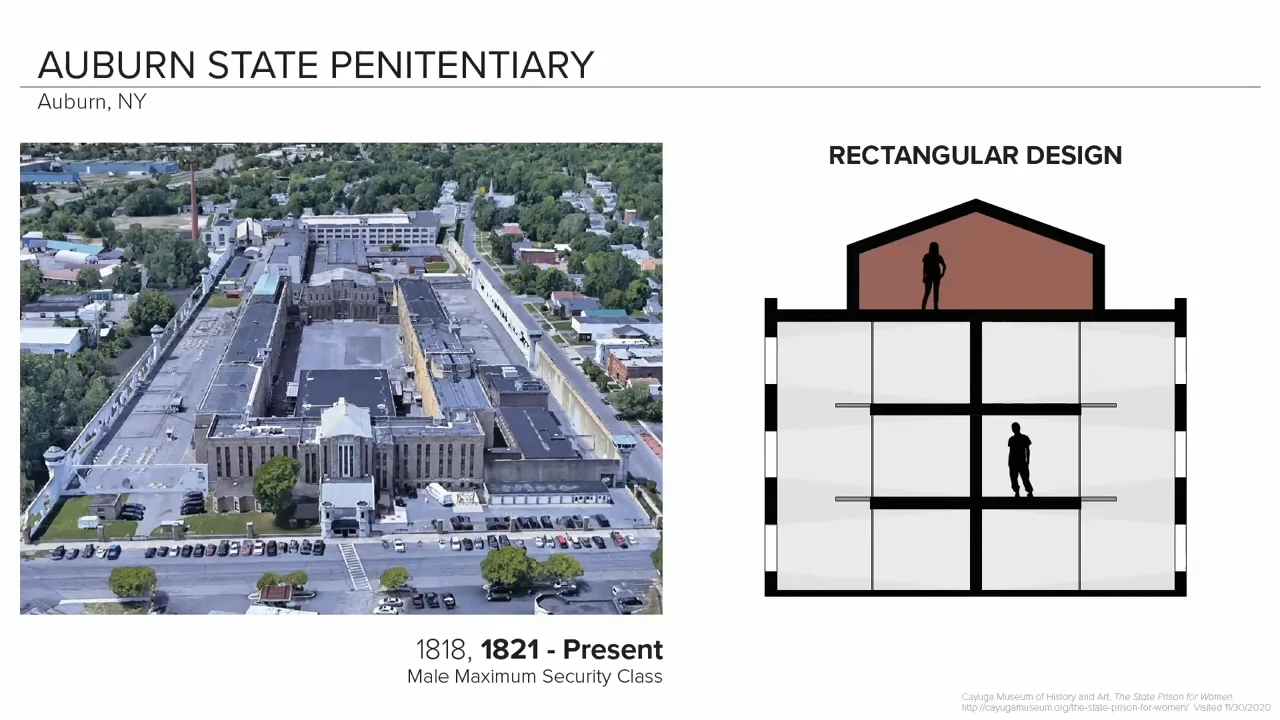 AUBURN STATE PENITENTIARY
Auburn, NY
RECTANGULAR DESIGN
1818, 1821 - Present
Male Maximum Security Class
Cayuga Museum of History and Art, The State Prison for Women.
http://cayugamuseum.org/the-state-prison-for-women/. Visited 11/30/2020